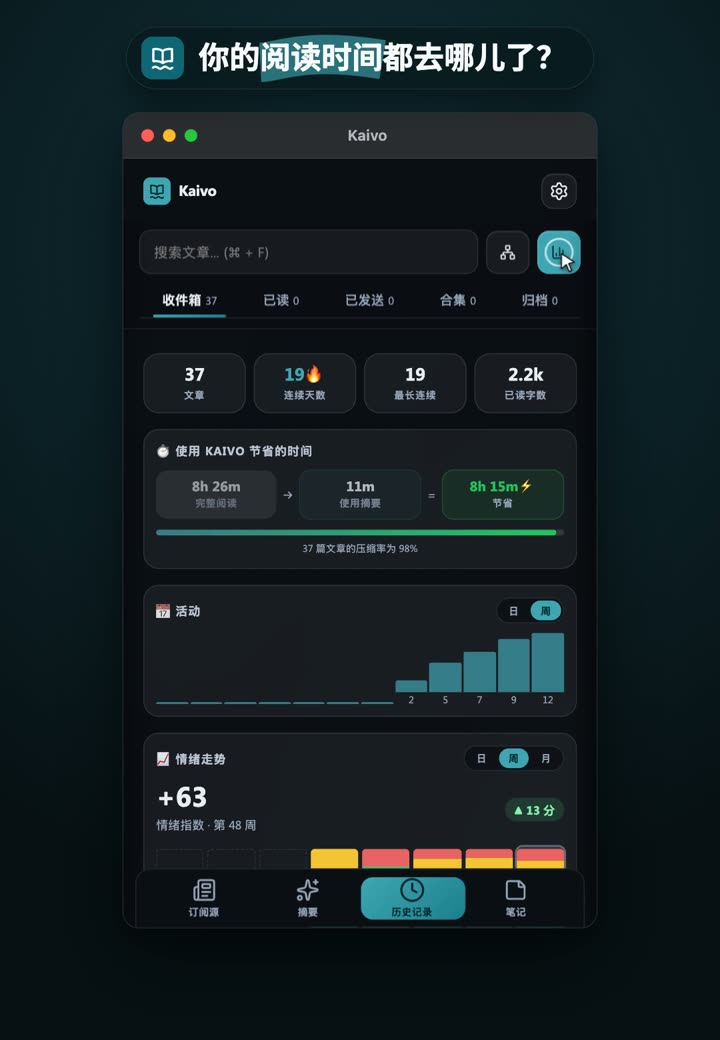 你的阅读时间都去哪儿了？
Kaivo
Kaivo
搜索文章... (⌘ + F)
收件箱 37 已读 0 已发送 0 合集 0 归档 0
37 19🔥 19 2.2k
文章 连续天数 最长连续 已读字数
⏱️ 使用 KAIVO 节省的时间
8h 26m → 11m = 8h 15m⚡
完整阅读 使用摘要 节省
37 篇文章的压缩率为 98%
📅 活动 日 周
2 5 7 9 12
📈 情绪走势 日 周 月
+63
▲ 13 分
情绪指数 · 第 48 周
订阅源 摘要 历史记录 笔记